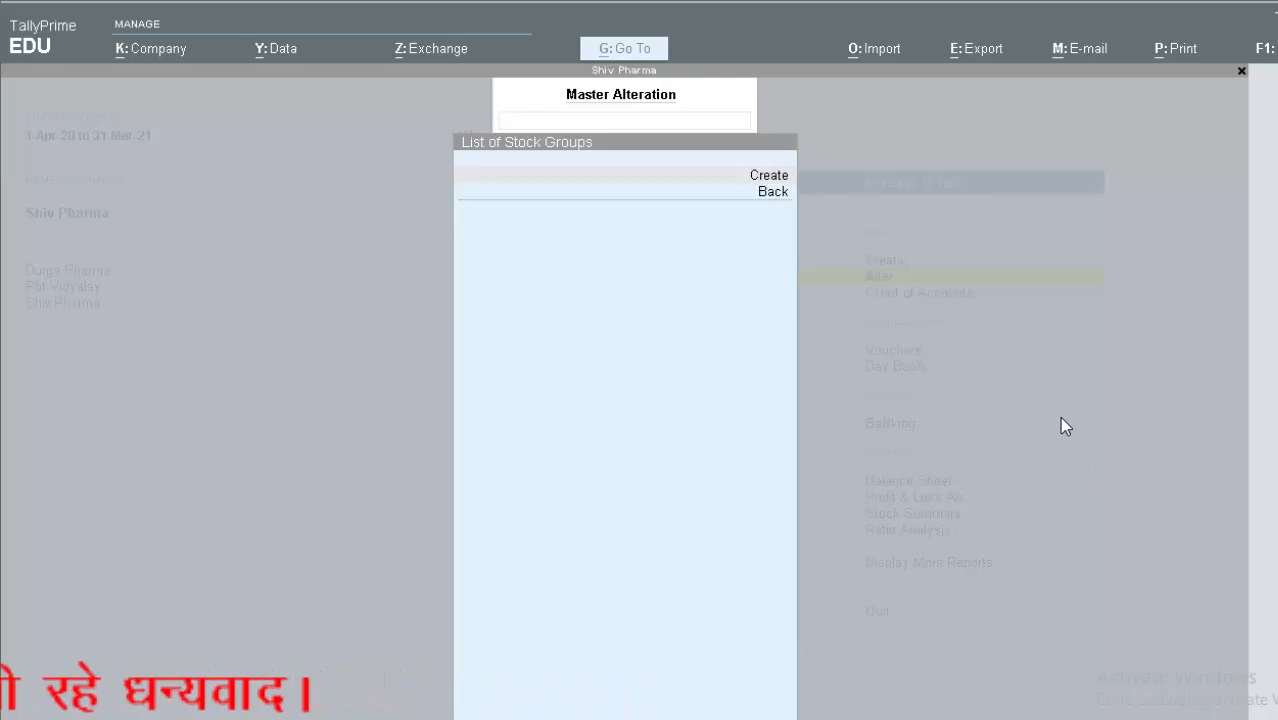 TallyPrime
EDU
MANAGE
K: Company
Y: Data
Z: Exchange
G: Go To
O: Import
E: Export
M: E-mail
P: Print
F1:
Shiv Pharma
Master Alteration
List of Stock Groups
Create
Back
1-Apr-20 to 31-Mar-21
Shiv Pharma
Durga Pharma
Pbt Vidyalay
Shiv Pharma
Create
Alter
Chart of Accounts
Vouchers
Day Book
Banking
Balance Sheet
Profit & Loss A/c
Stock Summary
Ratio Analysis
Display More Reports
Quit
Activate Windows
रहे धन्यवाद।